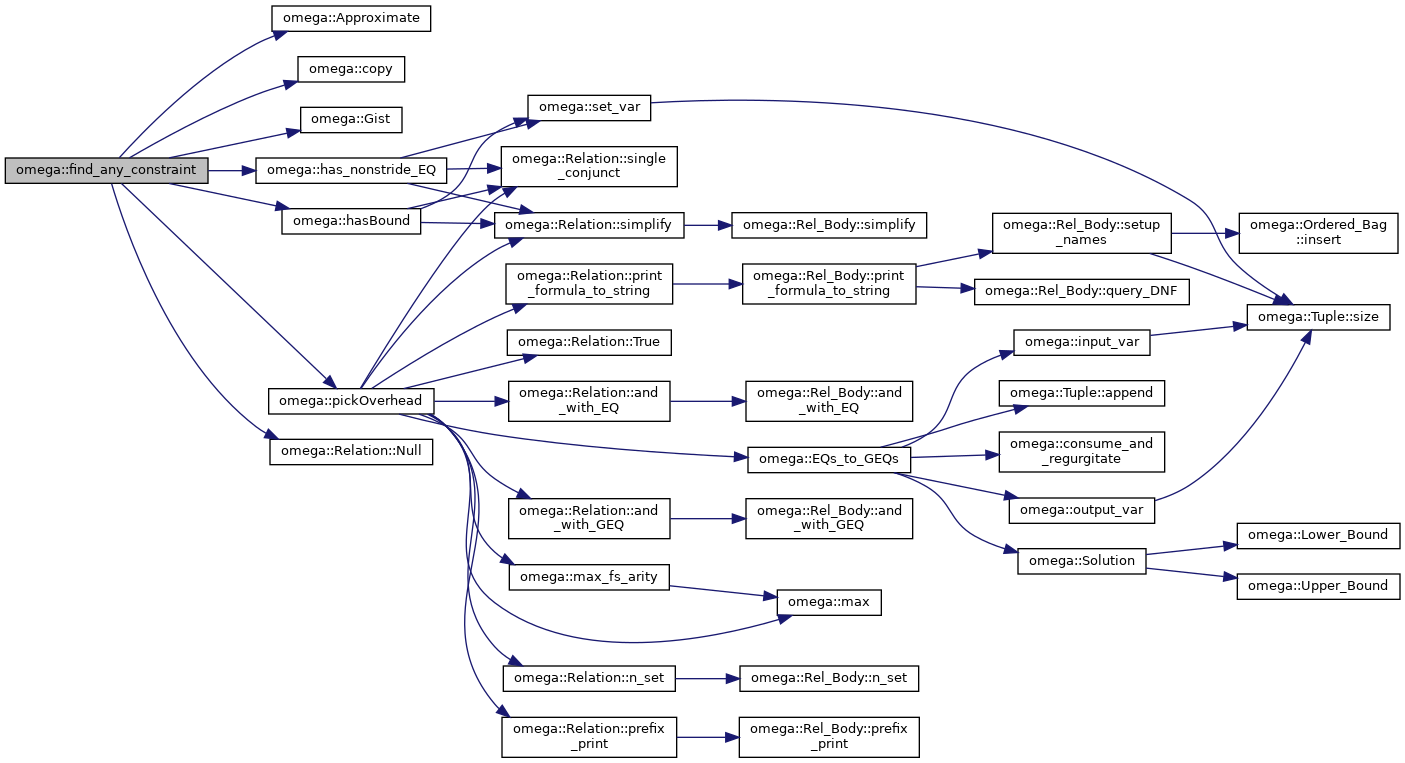 omega::find_any_constraint
omega::Approximate
omega::copy
omega::Gist
omega::has_nonstride_EQ
omega::hasBound
omega::pickOverhead
omega::Relation::Null
omega::set_var
omega::Relation::single
_conjunct
omega::Relation::simplify
omega::Relation::print
_formula_to_string
omega::Relation::True
omega::Relation::and
_with_EQ
omega::Relation::and
_with_GEQ
omega::max_fs_arity
omega::Relation::n_set
omega::Relation::prefix
_print
omega::Rel_Body::simplify
omega::Rel_Body::print
_formula_to_string
omega::Rel_Body::and
_with_EQ
omega::EQs_to_GEQs
omega::Rel_Body::and
_with_GEQ
omega::max
omega::Rel_Body::n_set
omega::Rel_Body::prefix
_print
omega::Rel_Body::setup
_names
omega::Rel_Body::query_DNF
omega::input_var
omega::Tuple::append
omega::consume_and
_regurgitate
omega::output_var
omega::Solution
omega::Ordered_Bag
::insert
omega::Tuple::size
omega::Lower_Bound
omega::Upper_Bound